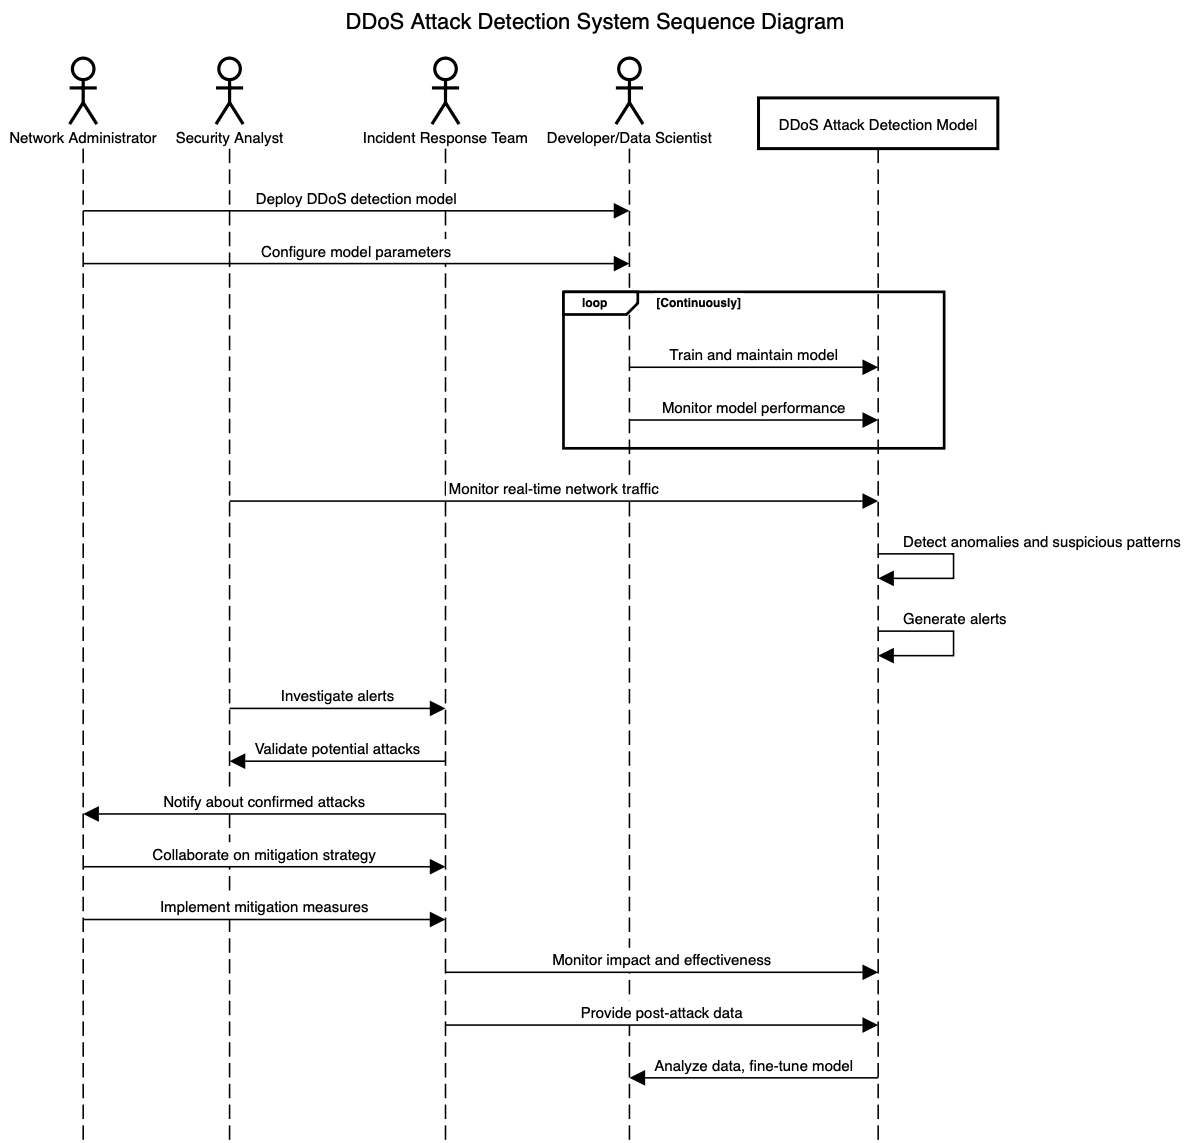 DDoS Attack Detection System Sequence Diagram
Network Administrator
Security Analyst
Incident Response Team
Developer/Data Scientist
DDoS Attack Detection Model
Deploy DDoS detection model
Configure model parameters
loop
[Continuously]
Train and maintain model
Monitor model performance
Monitor real-time network traffic
Detect anomalies and suspicious patterns
Generate alerts
Investigate alerts
Validate potential attacks
Notify about confirmed attacks
Collaborate on mitigation strategy
Implement mitigation measures
Monitor impact and effectiveness
Provide post-attack data
Analyze data, fine-tune model